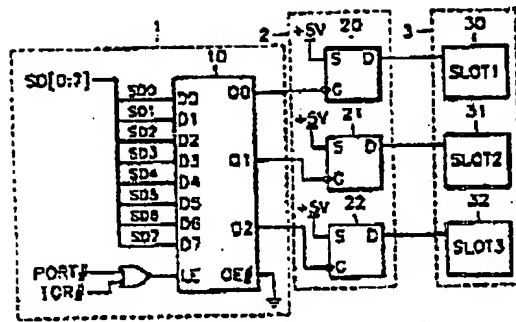 1
2
+5V
20
3
30
10
S D
SLOT1
SD[0:7]
SD0 D0 Q0
G
SD1 D1
+5V
21
31
SD2 D2
SD3 D3
S D
SLOT2
SD4 D4 Q1
G
SD5 D5
+5V
22
32
SD6 D6 Q2
SD7 D7
S D
SLOT3
G
PORT#
IOR#
LE OE#